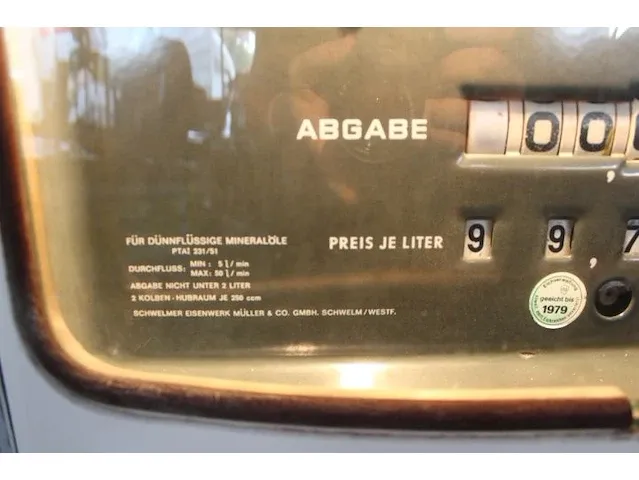 ABGABE 00,
FÜR DÜNNFLÜSSIGE MINERALÖLE
PTAI 231/51
DURCHFLUSS: MIN : 5 l / min
MAX: 50 l / min
ABGABE NICHT UNTER 2 LITER
2 KOLBEN - HUBRAUM JE 250 ccm
SCHWELMER EISENWERK MÜLLER & CO. GMBH. SCHWELM / WESTF.
PREIS JE LITER 99,7
geeicht bis
1979